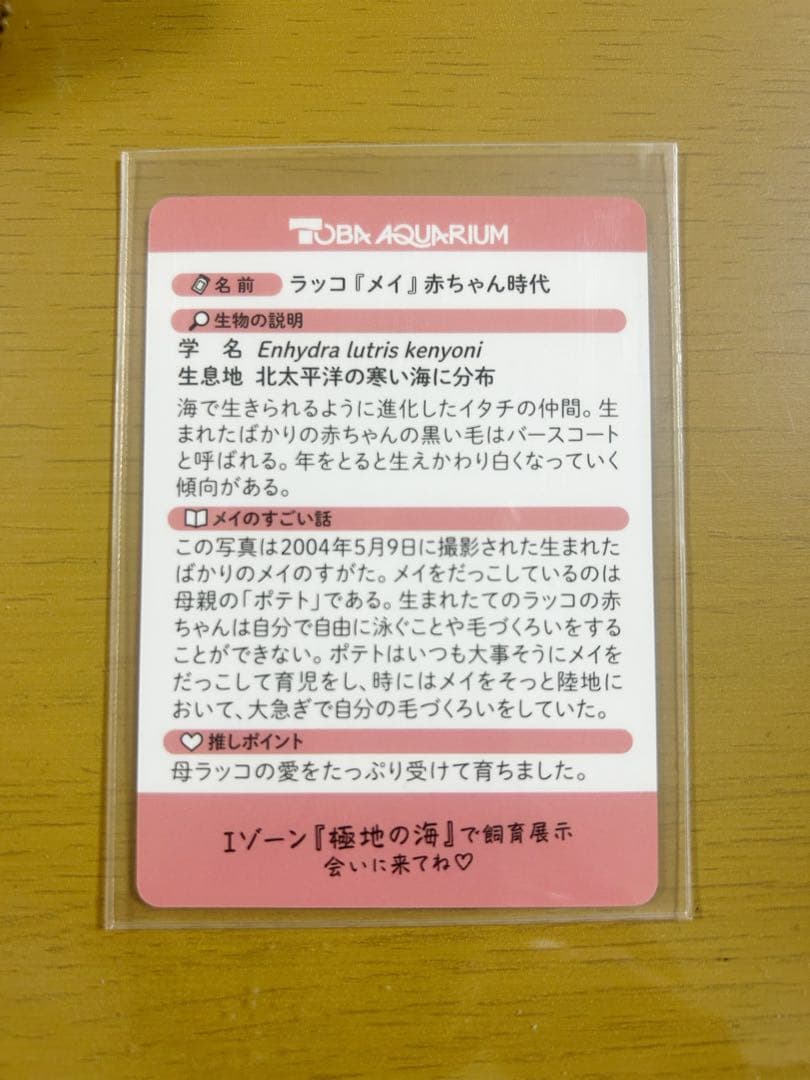 TOBA AQUARIUM
名前 ラッコ『メイ』赤ちゃん時代
生物の説明
学 名 Enhydra lutris kenyoni
生息地 北太平洋の寒い海に分布
海で生きられるように進化したイタチの仲間。生
まれたばかりの赤ちゃんの黒い毛はバースコート
と呼ばれる。年をとると生えかわり白くなっていく
傾向がある。
メイのすごい話
この写真は2004年5月9日に撮影された生まれた
ばかりのメイのすがた。メイをだっこしているのは
母親の「ポテト」である。生まれたてのラッコの赤
ちゃんは自分で自由に泳ぐことや毛づくろいをする
ことができない。ポテトはいつも大事そうにメイを
だっこして育児をし、時にはメイをそっと陸地に
おいて、大急ぎで自分の毛づくろいをしていた。
推しポイント
母ラッコの愛をたっぷり受けて育ちました。
Iゾーン『極地の海』で飼育展示
会いに来てね♡